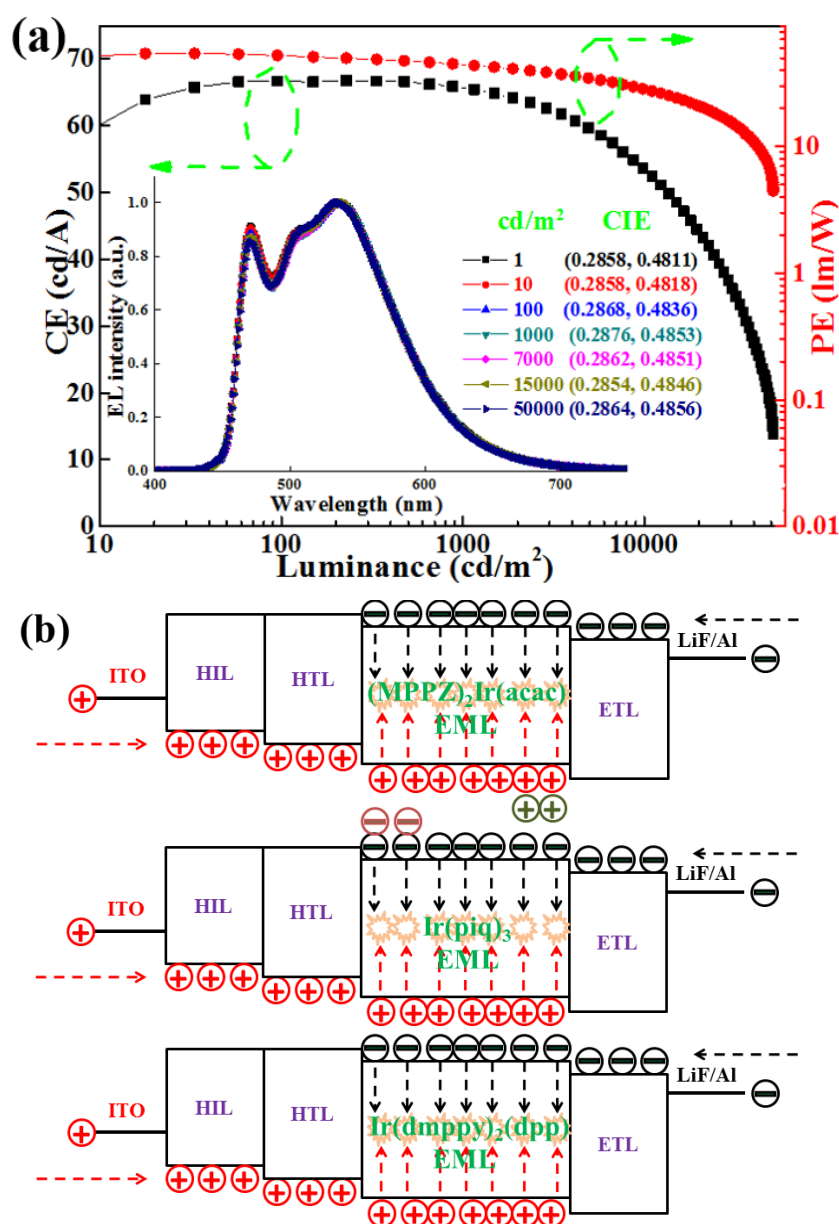 (a)
70
60
50
40
30
20
10
0
CE (cd/A)
10
1
0.1
0.01
PE (lm/W)
10
100
1000
10000
Luminance (cd/m²)
1.0
0.8
0.6
0.4
0.2
0.0
EL intensity (a.u.)
400
500
600
700
Wavelength (nm)
cd/m² CIE
1 (0.2858, 0.4811)
10 (0.2858, 0.4818)
100 (0.2868, 0.4836)
1000 (0.2876, 0.4853)
7000 (0.2862, 0.4851)
15000 (0.2854, 0.4846)
50000 (0.2864, 0.4856)
(b)
ITO
HIL
HTL
(MPPZ)₂Ir(acac)
EML
ETL
LiF/Al
ITO
HIL
HTL
Ir(piq)₃
EML
ETL
LiF/Al
ITO
HIL
HTL
Ir(dmppy)₂(dpp)
EML
ETL
LiF/Al